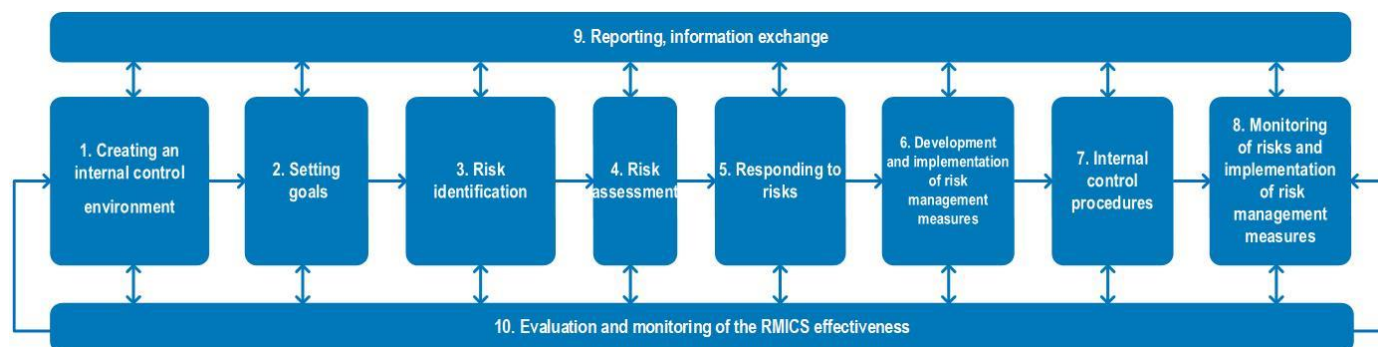 9. Reporting, information exchange
1. Creating an
internal control
environment
2. Setting
goals
3. Risk
identification
4. Risk
assessment
5. Responding to
risks
6. Development
and implementation
of risk
management
measures
7. Internal
control
procedures
8. Monitoring
of risks and
implementation
of risk
management
measures
10. Evaluation and monitoring of the RMICS effectiveness